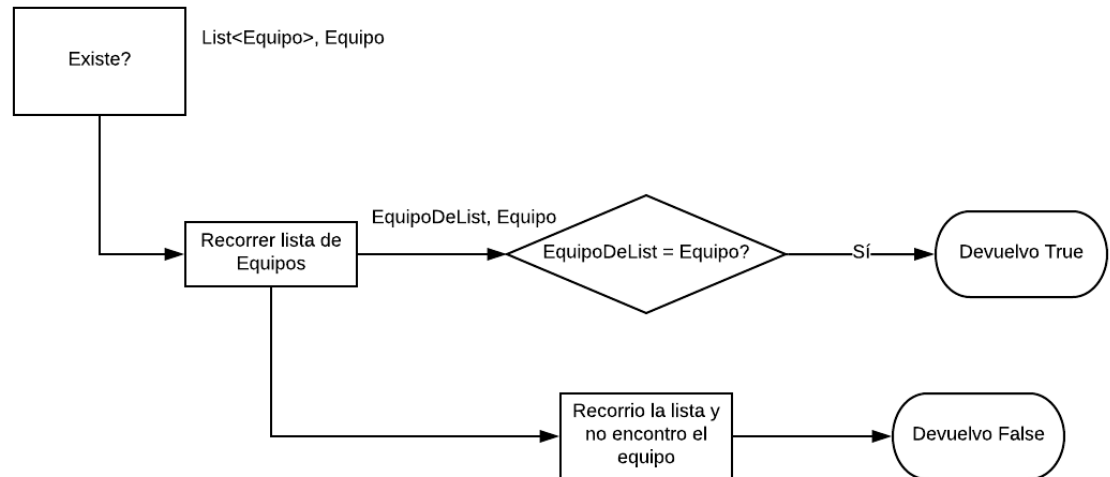 Existe?
List<Equipo>, Equipo
Recorrer lista de
Equipos
EquipoDeList, Equipo
EquipoDeList = Equipo?
Sí
Devuelvo True
Recorrio la lista y
no encontro el
equipo
Devuelvo False